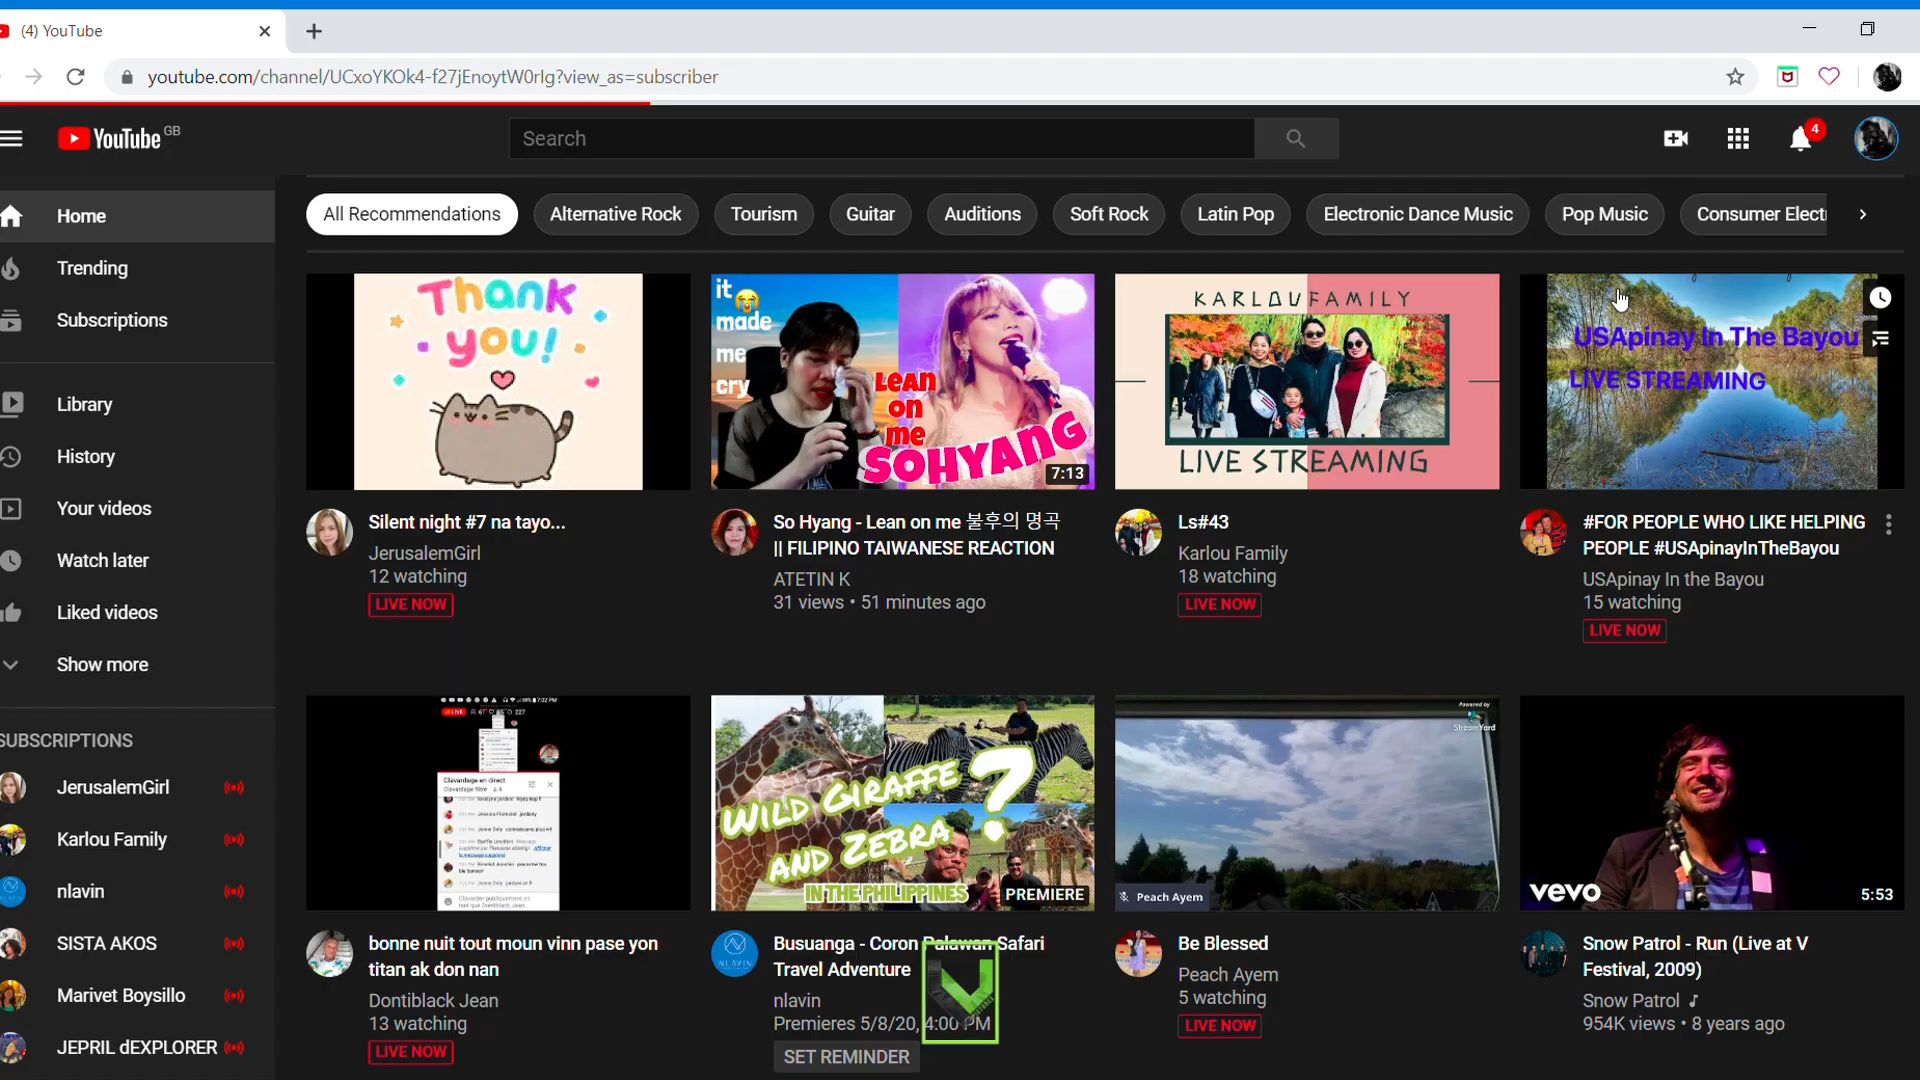 (4) YouTube
youtube.com/channel/UCxoYKOk4-f27jEnoytW0rIg?view_as=subscriber
YouTube GB
Search
4
Home
Trending
Subscriptions
Library
History
Your videos
Watch later
Liked videos
Show more
SUBSCRIPTIONS
JerusalemGirl
Karlou Family
nlavin
SISTA AKOS
Marivet Boysillo
JEPRIL dEXPLORER
All Recommendations
Alternative Rock
Tourism
Guitar
Auditions
Soft Rock
Latin Pop
Electronic Dance Music
Pop Music
Consumer Electr
Thank
you!
Silent night #7 na tayo...
JerusalemGirl
12 watching
LIVE NOW
it
made
me
cry
Lean
on
me
SOHYANG
7:13
So Hyang - Lean on me 불후의 명곡
|| FILIPINO TAIWANESE REACTION
ATETIN K
31 views • 51 minutes ago
KARLOUFAMILY
LIVE STREAMING
Ls#43
Karlou Family
18 watching
LIVE NOW
USApinay In The Bayou
LIVE STREAMING
#FOR PEOPLE WHO LIKE HELPING
PEOPLE #USApinayInTheBayou
USApinay In the Bayou
15 watching
LIVE NOW
Clavardage en direct
bonne nuit tout moun vinn pase yon
titan ak don nan
Dontiblack Jean
13 watching
LIVE NOW
WILD GIRAFFE
AND ZEBRA ?
IN THE PHILIPPINES
PREMIERE
Busuanga - Coron Palawan Safari
Travel Adventure
nlavin
Premieres 5/8/20, 4:00 PM
SET REMINDER
Powered by
StreamYard
Peach Ayem
Be Blessed
Peach Ayem
5 watching
LIVE NOW
vevo
5:53
Snow Patrol - Run (Live at V
Festival, 2009)
Snow Patrol
954K views • 8 years ago